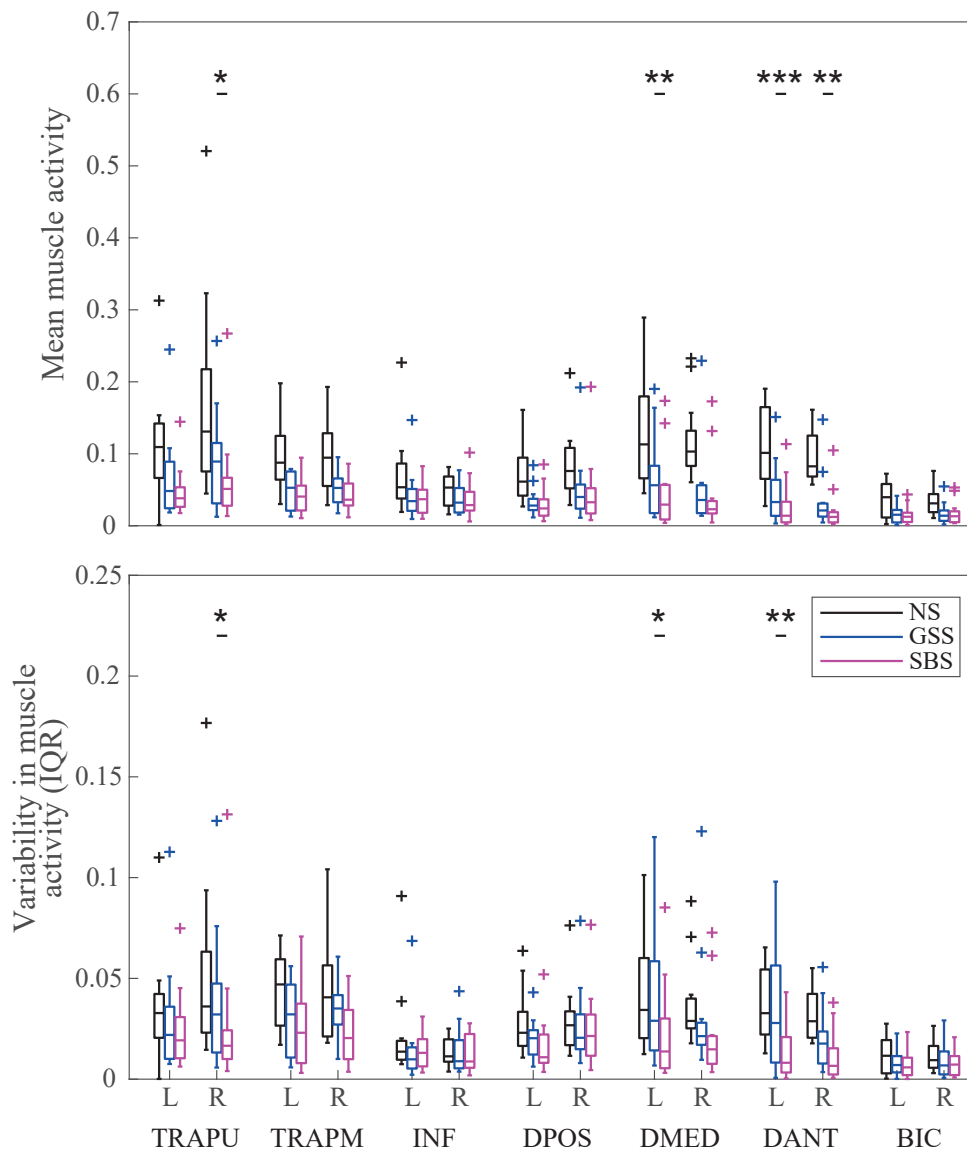 0.7
0.6
0.5
0.4
0.3
0.2
0.1
0
Mean muscle activity
*
**
***
**
0.25
0.2
0.15
0.1
0.05
0
Variability in muscle
activity (IQR)
*
*
**
NS
GSS
SBS
L R L R L R L R L R L R L R
TRAPU TRAPM INF DPOS DMED DANT BIC